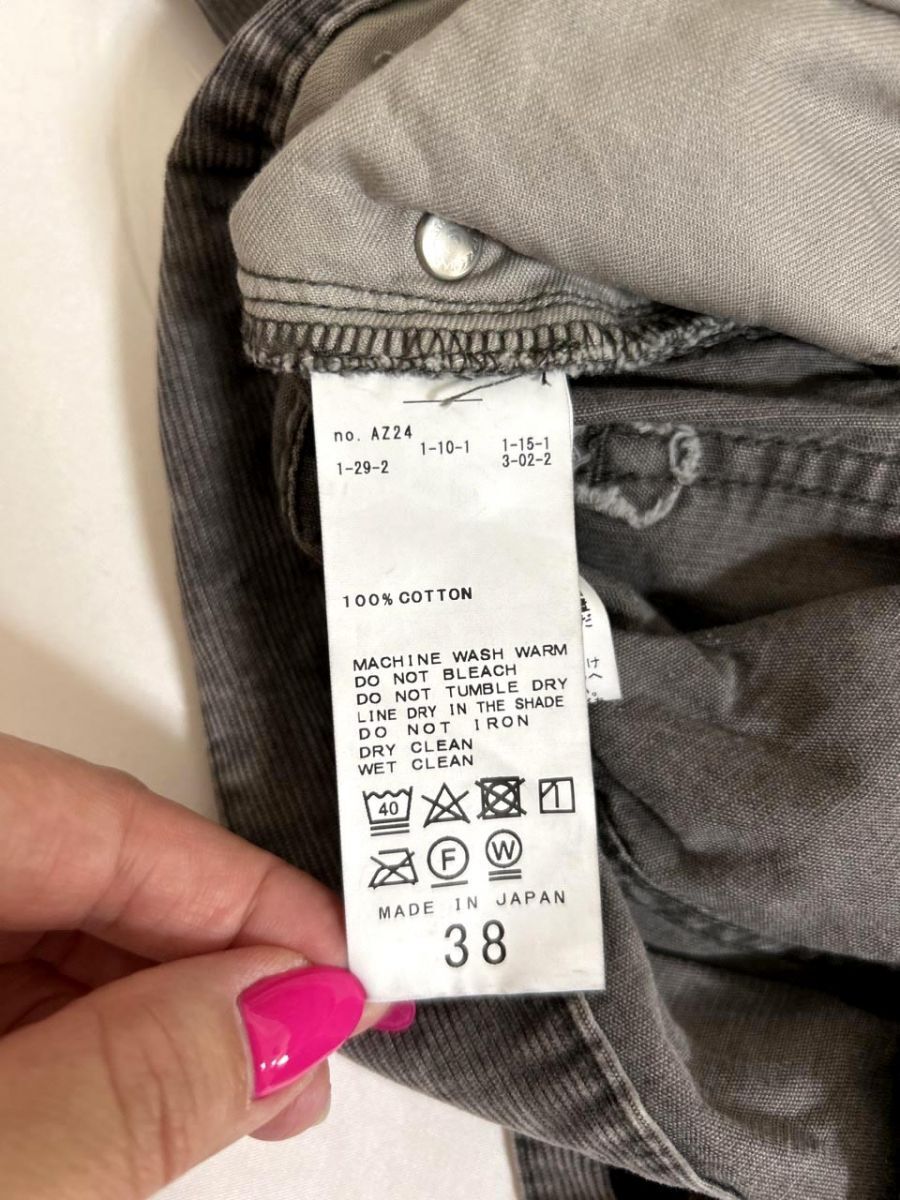 no. AZ24
1-10-1 1-15-1
1-29-2 3-02-2
100% COTTON
MACHINE WASH WARM
DO NOT BLEACH
DO NOT TUMBLE DRY
LINE DRY IN THE SHADE
DO NOT IRON
DRY CLEAN
WET CLEAN
40
F W
MADE IN JAPAN
38
け